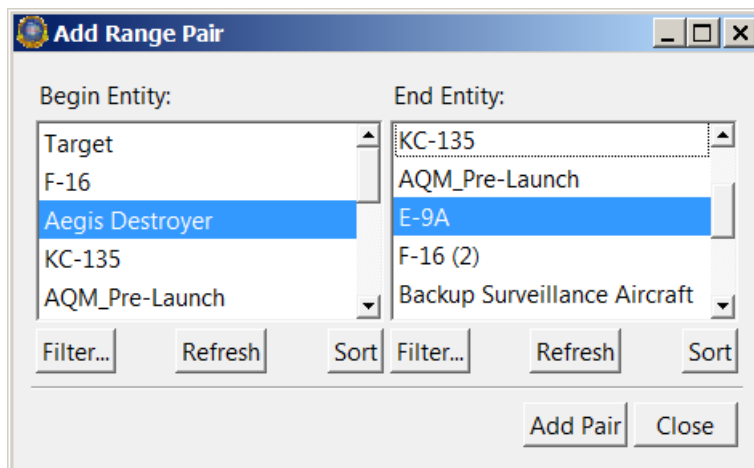 Add Range Pair
Begin Entity:
Target
F-16
Aegis Destroyer
KC-135
AQM_Pre-Launch
Filter...
Refresh
Sort
End Entity:
KC-135
AQM_Pre-Launch
E-9A
F-16 (2)
Backup Surveillance Aircraft
Filter...
Refresh
Sort
Add Pair
Close